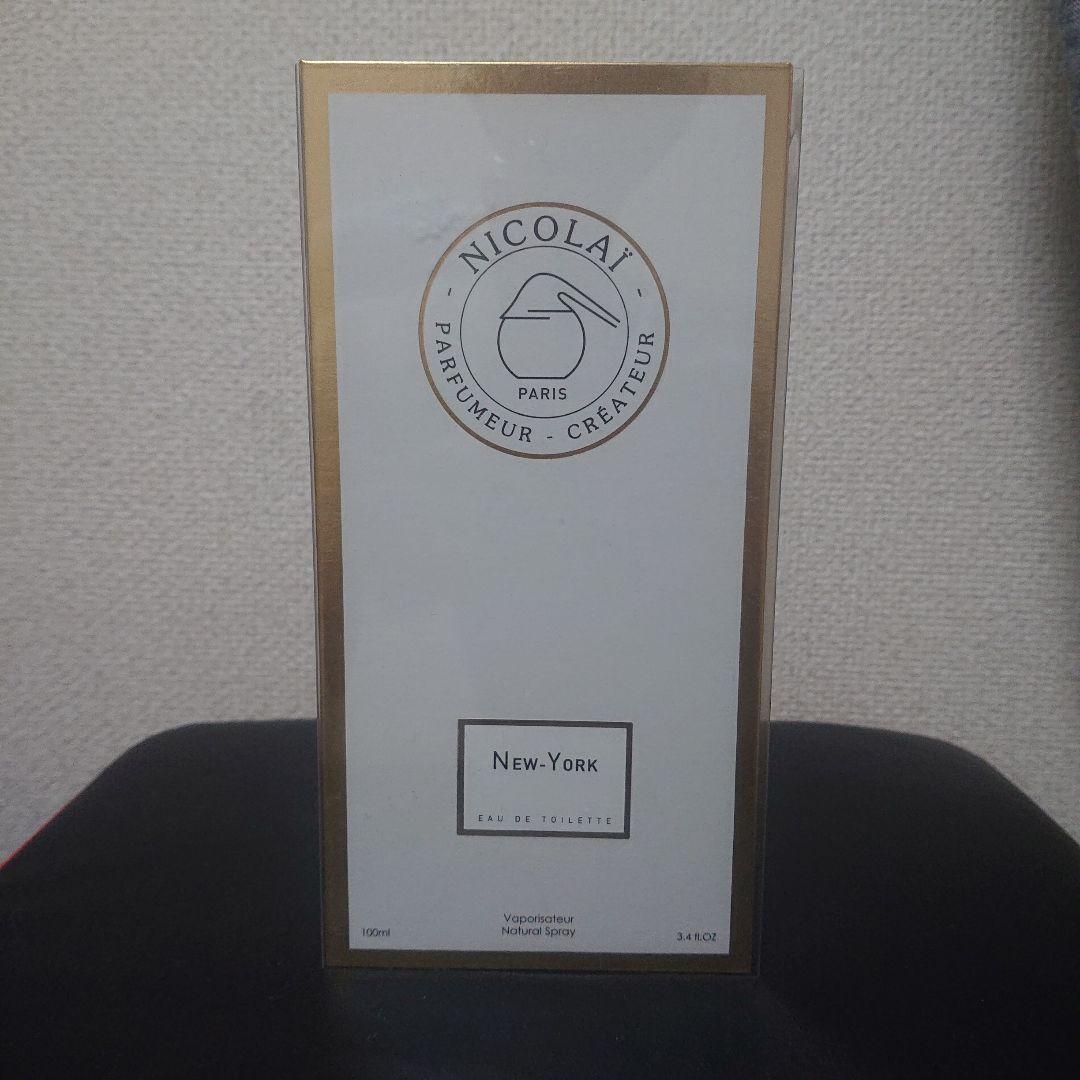 - NICOLAÏ -
PARFUMEUR - CRÉATEUR
PARIS
NEW-YORK
EAU DE TOILETTE
Vaporisateur
Natural Spray
100ml
3.4 fl.OZ